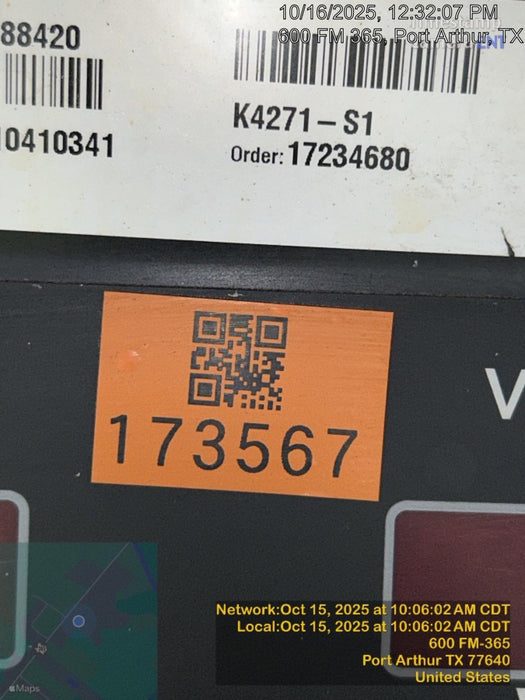 10/16/2025, 12:32:07 PM
600 FM 365, Port Arthur, TX
88420
K4271-S1
10410341
Order: 17234680
173567
V
Network:Oct 15, 2025 at 10:06:02 AM CDT
Local:Oct 15, 2025 at 10:06:02 AM CDT
600 FM-365
Port Arthur TX 77640
United States
Maps